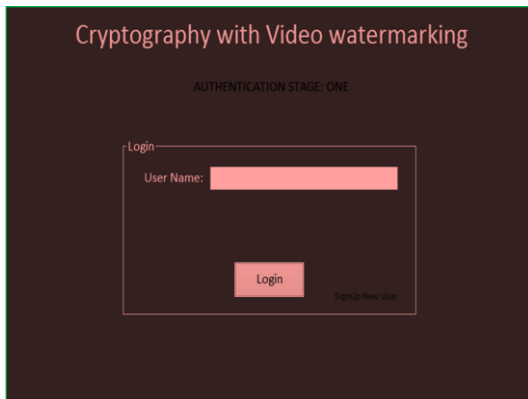 Cryptography with Video watermarking
AUTHENTICATION STAGE: ONE
Login
User Name:
Login
SignUp New User